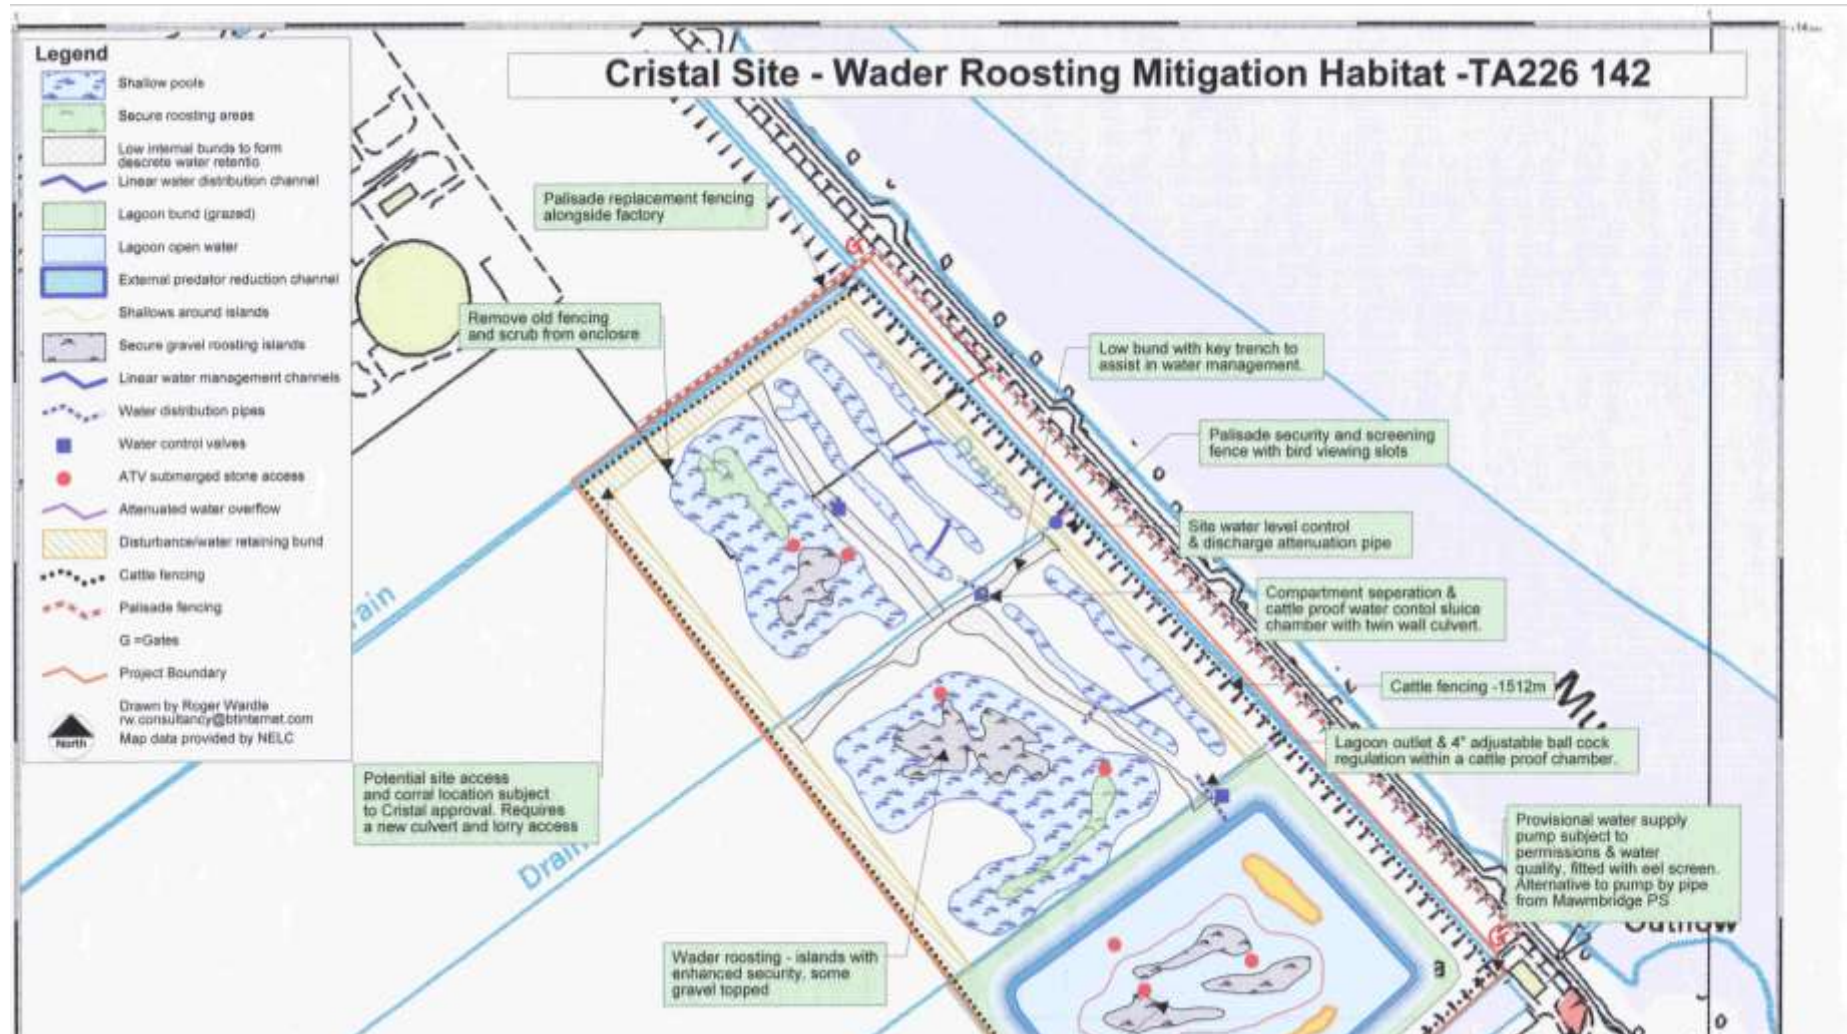 Cristal Site - Wader Roosting Mitigation Habitat -TA226 142
Legend
Shallow pools
Secure roosting areas
Low internal bunds to form
descrete water retentio
Linear water distribution channel
Lagoon bund (grazed)
Lagoon open water
External predator reduction channel
Shallows around islands
Secure gravel roosting islands
Linear water management channels
Water distribution pipes
Water control valves
ATV submerged stone access
Attenuated water overflow
Disturbance/water retaining bund
Cattle fencing
Palisade fencing
G =Gates
Project Boundary
Drawn by Roger Wardle
rw.consultancy@btinternet.com
Map data provided by NELC
North
Palisade replacement fencing
alongside factory
G
Remove old fencing
and scrub from enclosre
Low bund with key trench to
assist in water management.
Palisade security and screening
fence with bird viewing slots
Drain
Site water level control
& discharge attenuation pipe
Compartment seperation &
cattle proof water contol sluice
chamber with twin wall culvert.
rain
Cattle fencing -1512m
Mu
Lagoon outlet & 4" adjustable ball cock
regulation within a cattle proof chamber.
Potential site access
and corral location subject
to Cristal approval. Requires
a new culvert and lorry access
Drain
Provisional water supply
pump subject to
permissions & water
quality, fitted with eel screen.
Alternative to pump by pipe
from Mawmbridge PS
Outflow
G
Wader roosting - islands with
enhanced security, some
gravel topped